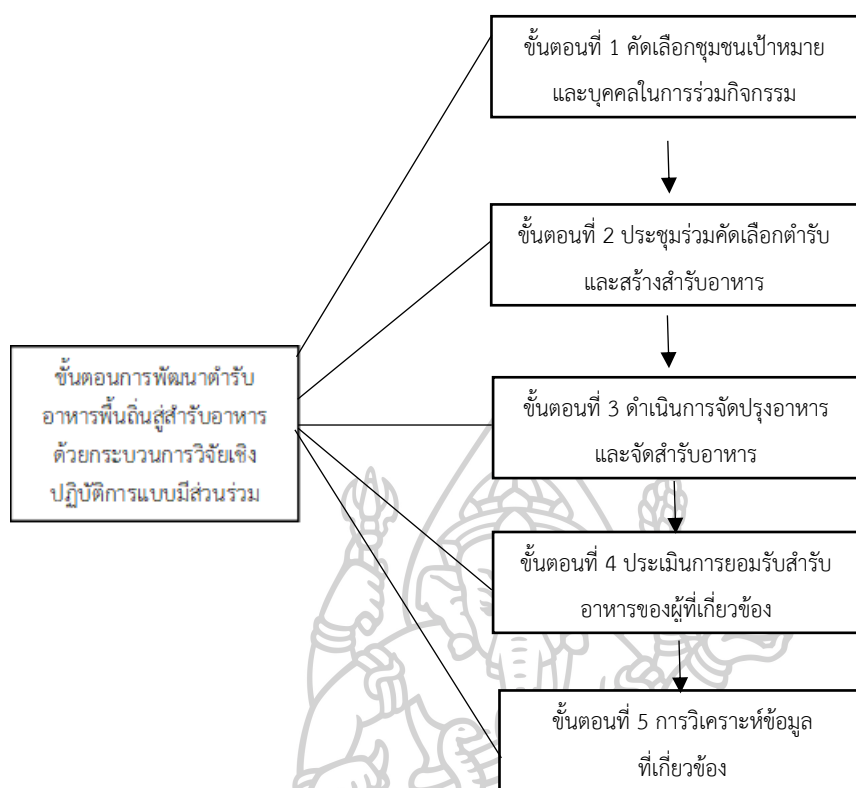 ขั้นตอนที่ 1 คัดเลือกชุมชนเป้าหมาย
และบุคคลในการร่วมกิจกรรม
ขั้นตอนที่ 2 ประชุมร่วมคัดเลือกตำรับ
และสร้างสำรับอาหาร
ขั้นตอนการพัฒนาตำรับ
อาหารพื้นถิ่นสู่สำรับอาหาร
ด้วยกระบวนการวิจัยเชิง
ปฏิบัติการแบบมีส่วนร่วม
ขั้นตอนที่ 3 ดำเนินการจัดปรุงอาหาร
และจัดสำรับอาหาร
ขั้นตอนที่ 4 ประเมินการยอมรับสำรับ
อาหารของผู้ที่เกี่ยวข้อง
ขั้นตอนที่ 5 การวิเคราะห์ข้อมูล
ที่เกี่ยวข้อง